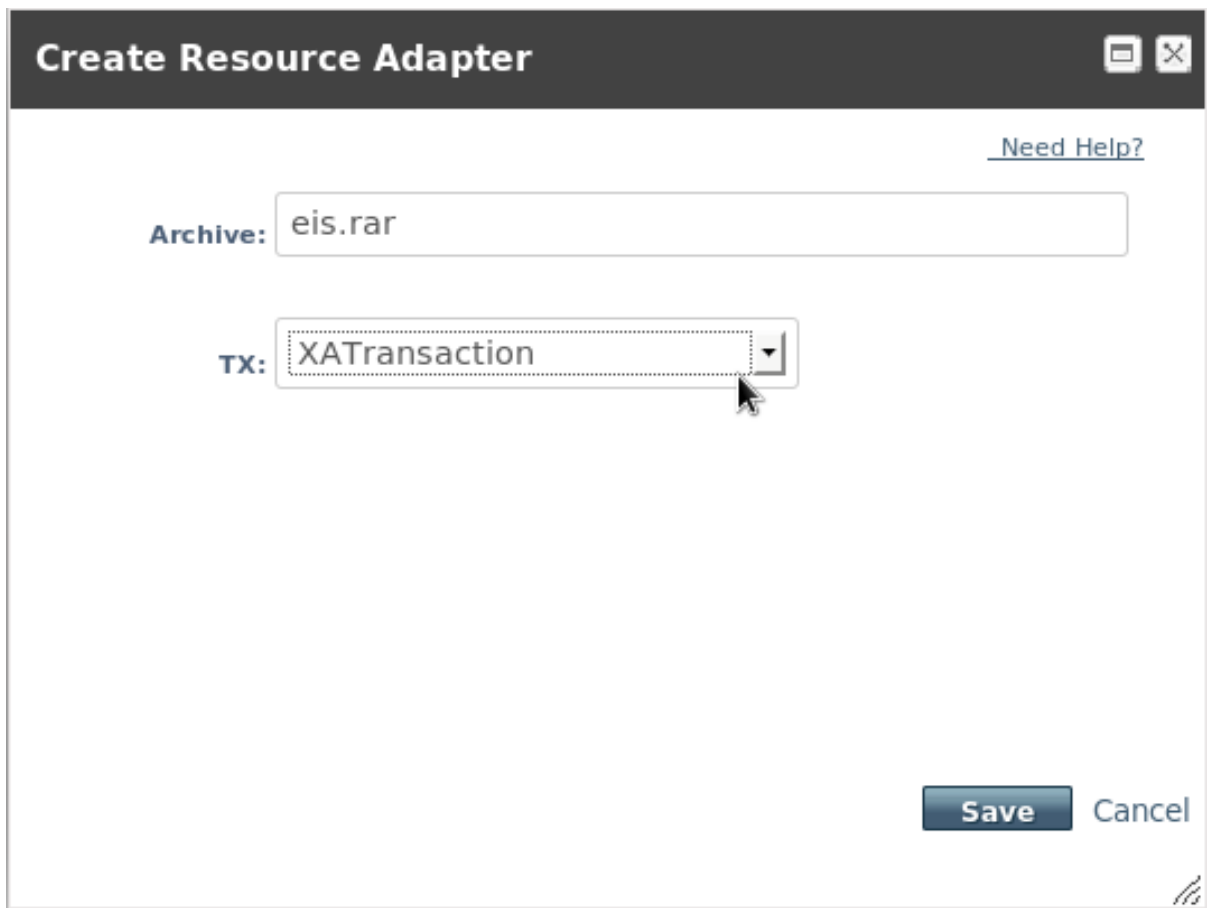 Create Resource Adapter
Need Help?
Archive: eis.rar
TX: XATransaction
Save Cancel